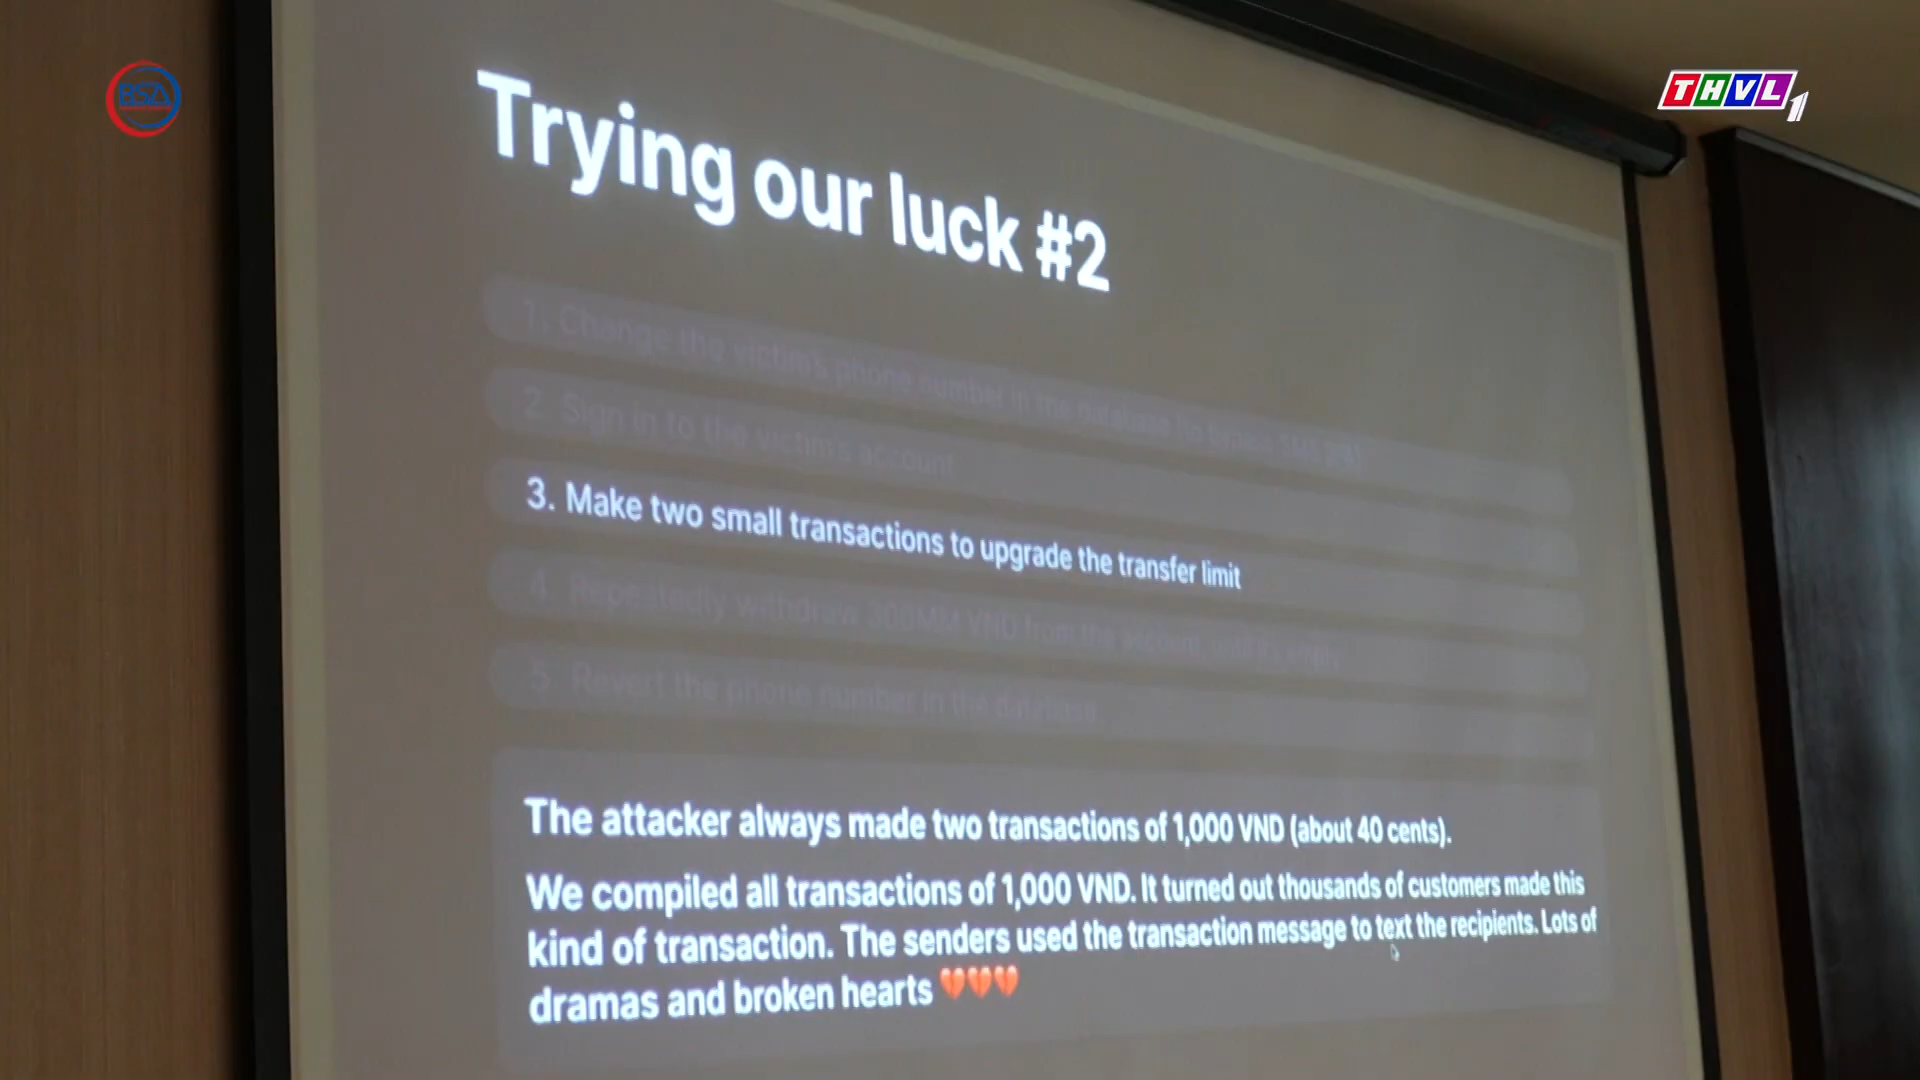 BSA
THVL1
Trying our luck #2
1. Change the victim's phone number in the database to bypass SMS
2. Sign in to the victim's account
3. Make two small transactions to upgrade the transfer limit
4. Repeatedly withdraw 300MM VND from the account until it's empty
5. Revert the phone number in the database
The attacker always made two transactions of 1,000 VND (about 40 cents).
We compiled all transactions of 1,000 VND. It turned out thousands of customers made this
kind of transaction. The senders used the transaction message to text the recipients. Lots of
dramas and broken hearts 💔💔💔